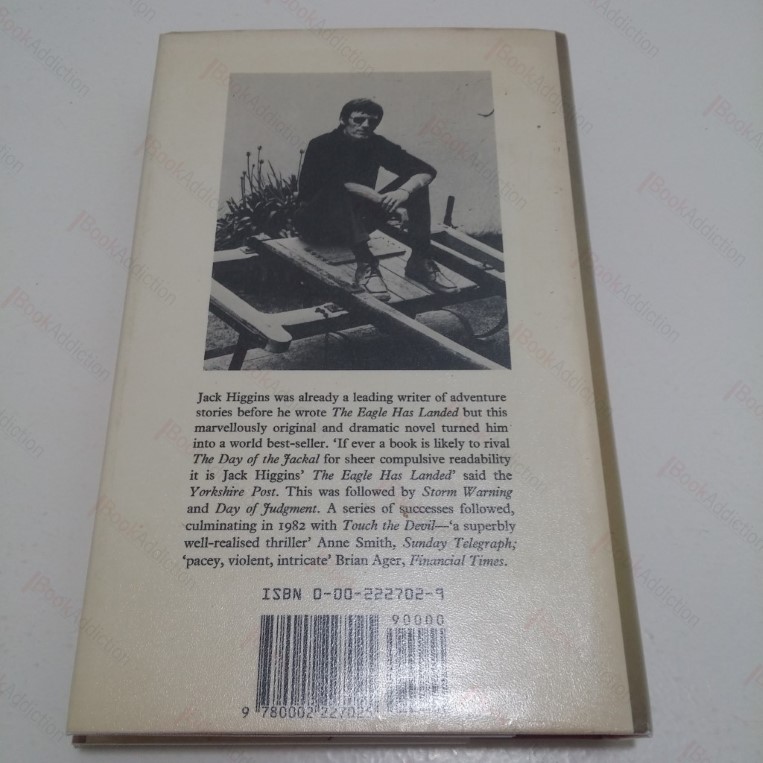 Jack Higgins was already a leading writer of adventure
stories before he wrote The Eagle Has Landed but this
marvellously original and dramatic novel turned him
into a world best-seller. ‘If ever a book is likely to rival
The Day of the Jackal for sheer compulsive readability
it is Jack Higgins’ The Eagle Has Landed’ said the
Yorkshire Post. This was followed by Storm Warning
and Day of Judgment. A series of successes followed,
culminating in 1982 with Touch the Devil—‘a superbly
well-realised thriller’ Anne Smith, Sunday Telegraph;
‘pacey, violent, intricate’ Brian Ager, Financial Times.
ISBN 0-00-222702-9
90000
9 780002 22702
BookAddiction